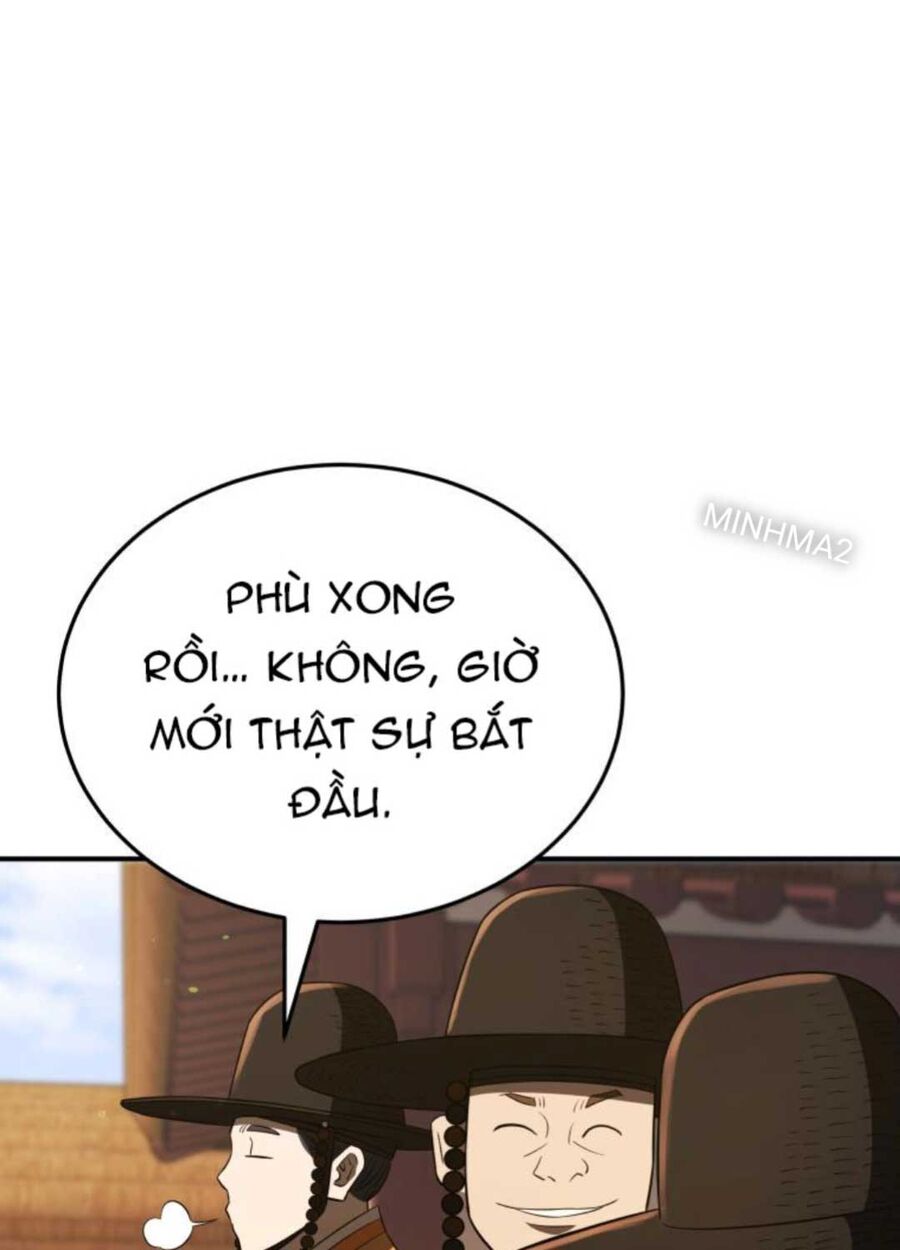 MINHMA2
PHÙ XONG
RỒI... KHÔNG, GIỜ
MỚI THẬT SỰ BẮT
ĐẦU.